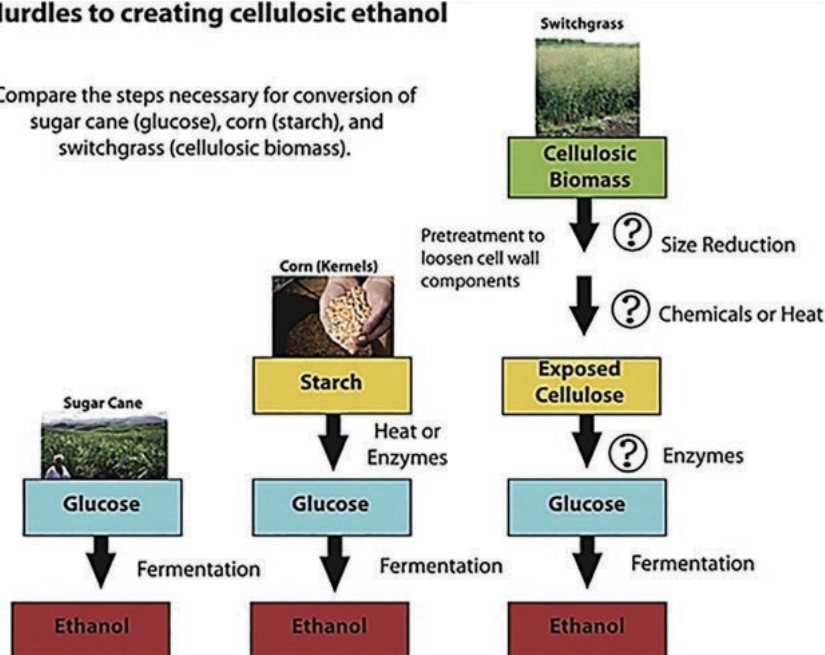 Hurdles to creating cellulosic ethanol
Compare the steps necessary for conversion of
sugar cane (glucose), corn (starch), and
switchgrass (cellulosic biomass).
Switchgrass
Cellulosic
Biomass
Pretreatment to
loosen cell wall
components
? Size Reduction
? Chemicals or Heat
Corn (Kernels)
Starch
Exposed
Cellulose
Heat or
Enzymes
? Enzymes
Sugar Cane
Glucose
Glucose
Glucose
Fermentation
Fermentation
Fermentation
Ethanol
Ethanol
Ethanol